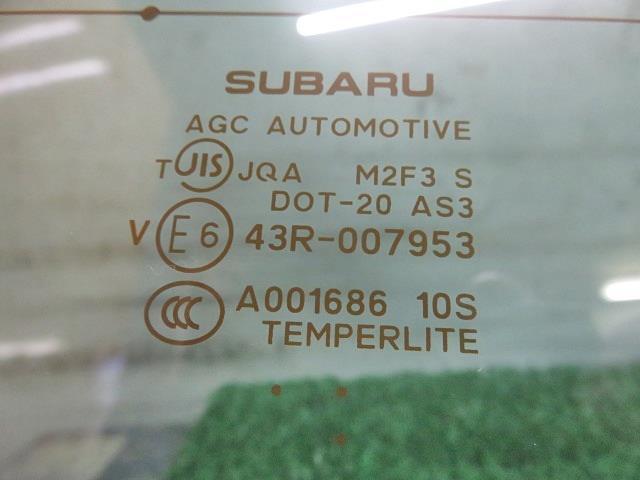 SUBARU
AGC AUTOMOTIVE
T JIS JQA M2F3 S
DOT-20 AS3
V E6 43R-007953
CCC A001686 10S
TEMPERLITE